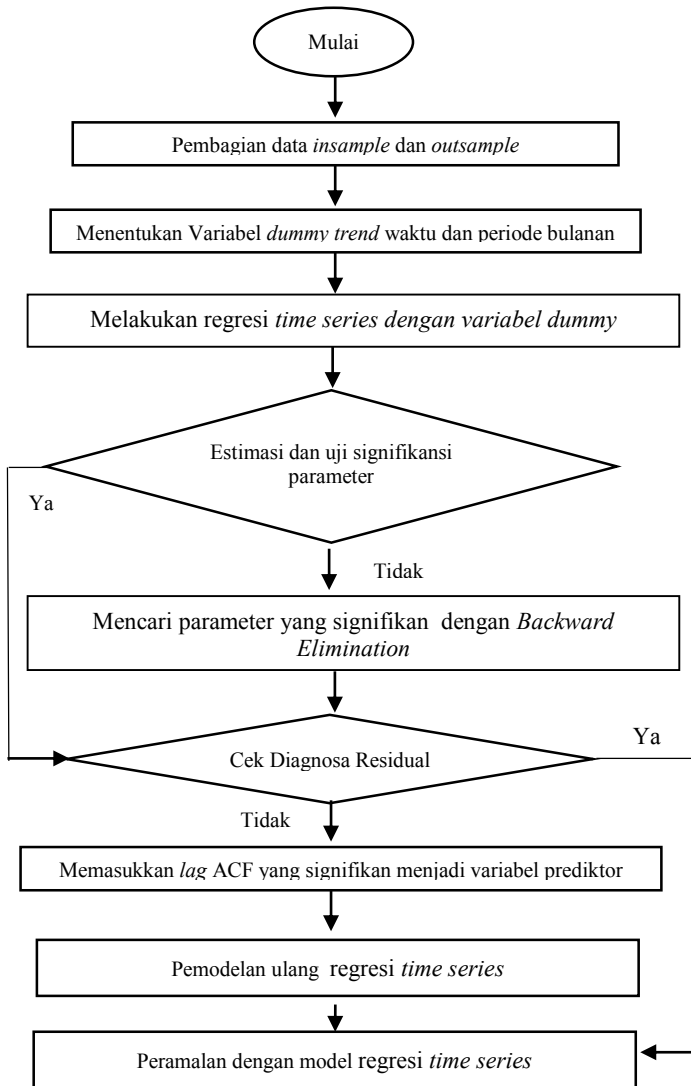 Mulai
Pembagian data insample dan outsample
Menentukan Variabel dummy trend waktu dan periode bulanan
Melakukan regresi time series dengan variabel dummy
Estimasi dan uji signifikansi
parameter
Ya
Tidak
Mencari parameter yang signifikan dengan Backward
Elimination
Ya
Cek Diagnosa Residual
Tidak
Memasukkan lag ACF yang signifikan menjadi variabel prediktor
Pemodelan ulang regresi time series
Peramalan dengan model regresi time series